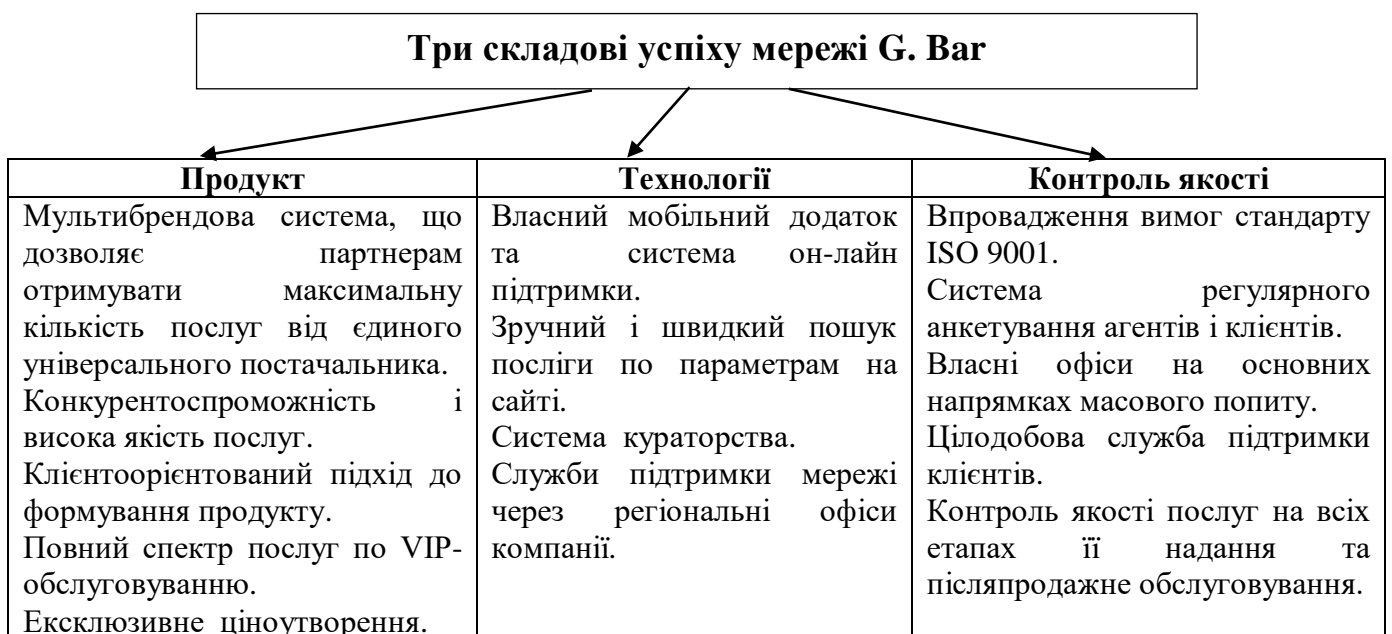 Три складові успіху мережі G. Bar
Продукт
Мультибрендова система, що
дозволяє партнерам
отримувати максимальну
кількість послуг від єдиного
універсального постачальника.
Конкурентоспроможність і
висока якість послуг.
Клієнтоорієнтований підхід до
формування продукту.
Повний спектр послуг по VIP-
обслуговуванню.
Ексклюзивне ціноутворення.
Технології
Власний мобільний додаток
та система он-лайн
підтримки.
Зручний і швидкий пошук
посліги по параметрам на
сайті.
Система кураторства.
Служби підтримки мережі
через регіональні офіси
компанії.
Контроль якості
Впровадження вимог стандарту
ISO 9001.
Система регулярного
анкетування агентів і клієнтів.
Власні офіси на основних
напрямках масового попиту.
Цілодобова служба підтримки
клієнтів.
Контроль якості послуг на всіх
етапах її надання та
післяпродажне обслуговування.